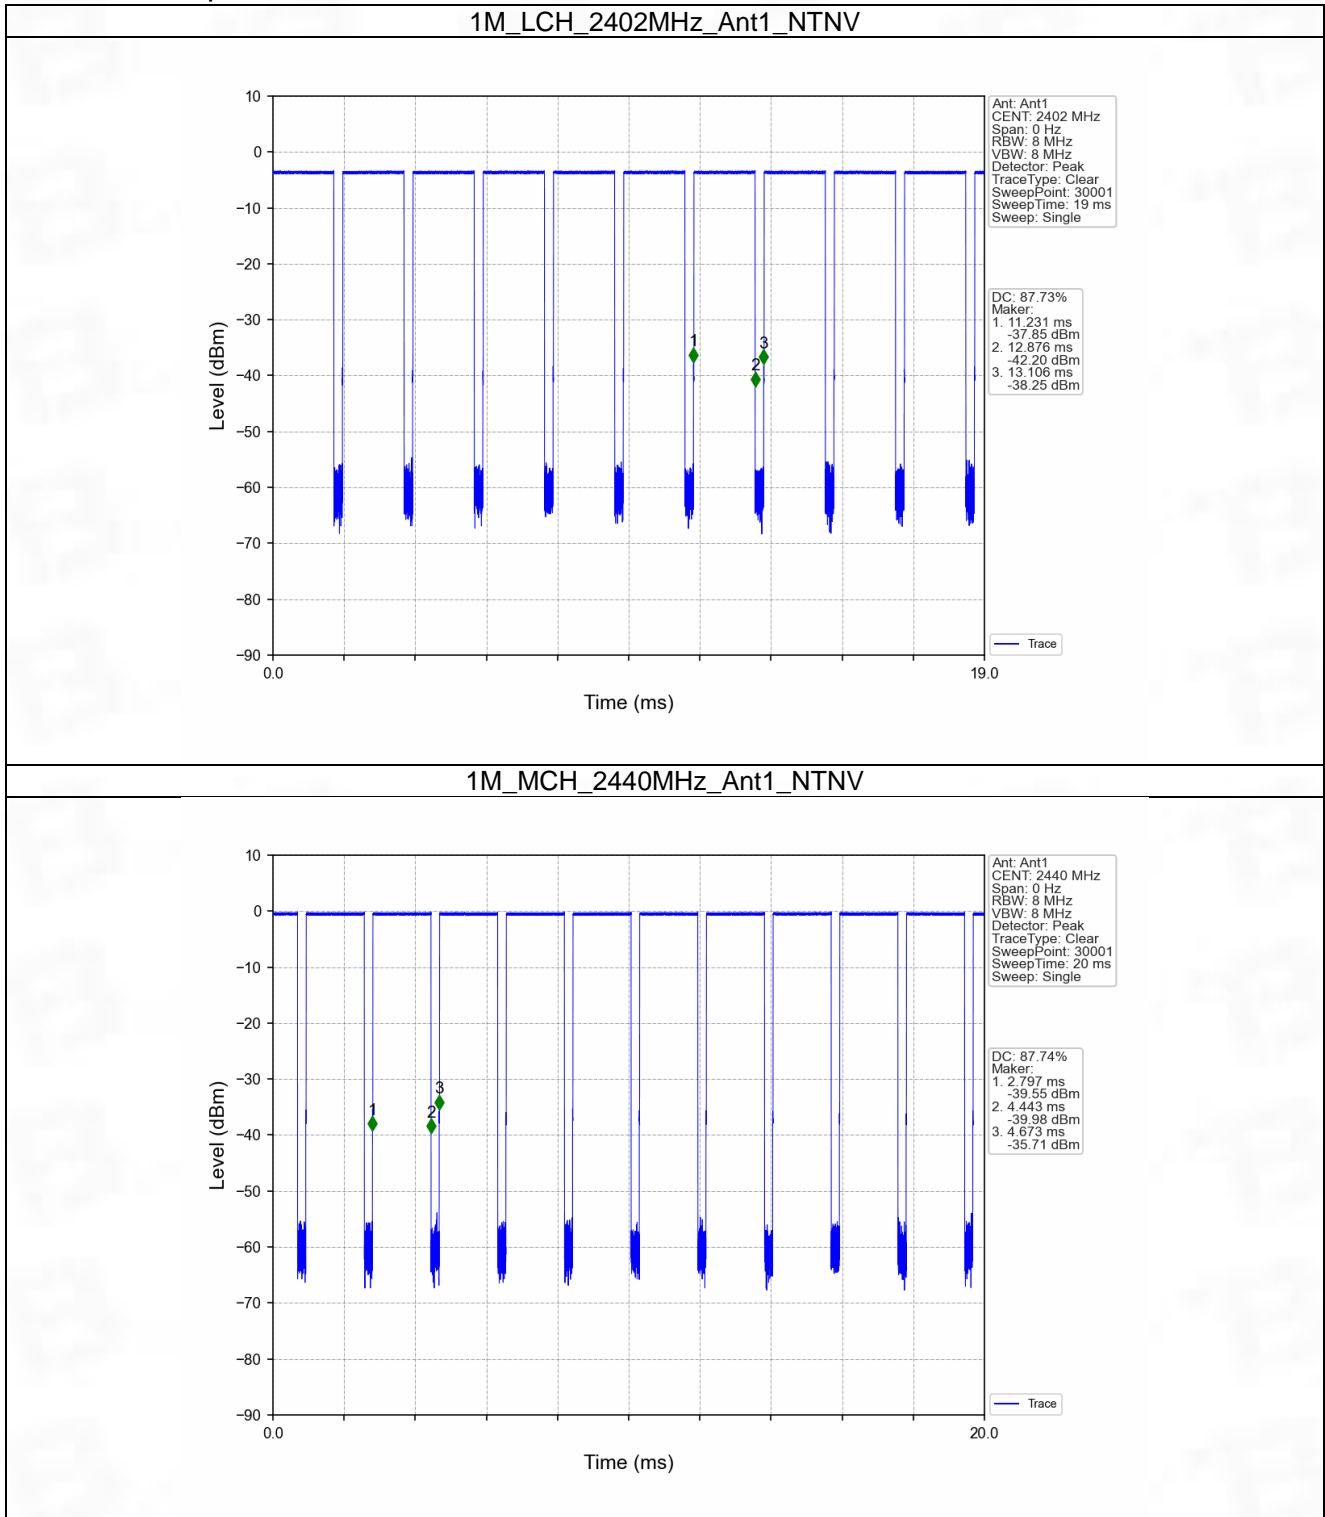 1M_LCH_2402MHz_Ant1_NTNV
10
0
−10
−20
−30
−40
−50
−60
−70
−80
−90
Level (dBm)
0.0
19.0
Time (ms)
1
2
3
Ant: Ant1
CENT: 2402 MHz
Span: 0 Hz
RBW: 8 MHz
VBW: 8 MHz
Detector: Peak
TraceType: Clear
SweepPoint: 30001
SweepTime: 19 ms
Sweep: Single
DC: 87.73%
Maker:
1. 11.231 ms
-37.85 dBm
2. 12.876 ms
-42.20 dBm
3. 13.106 ms
-38.25 dBm
Trace
1M_MCH_2440MHz_Ant1_NTNV
10
0
−10
−20
−30
−40
−50
−60
−70
−80
−90
Level (dBm)
0.0
20.0
Time (ms)
1
2
3
Ant: Ant1
CENT: 2440 MHz
Span: 0 Hz
RBW: 8 MHz
VBW: 8 MHz
Detector: Peak
TraceType: Clear
SweepPoint: 30001
SweepTime: 20 ms
Sweep: Single
DC: 87.74%
Maker:
1. 2.797 ms
-39.55 dBm
2. 4.443 ms
-39.98 dBm
3. 4.673 ms
-35.71 dBm
Trace